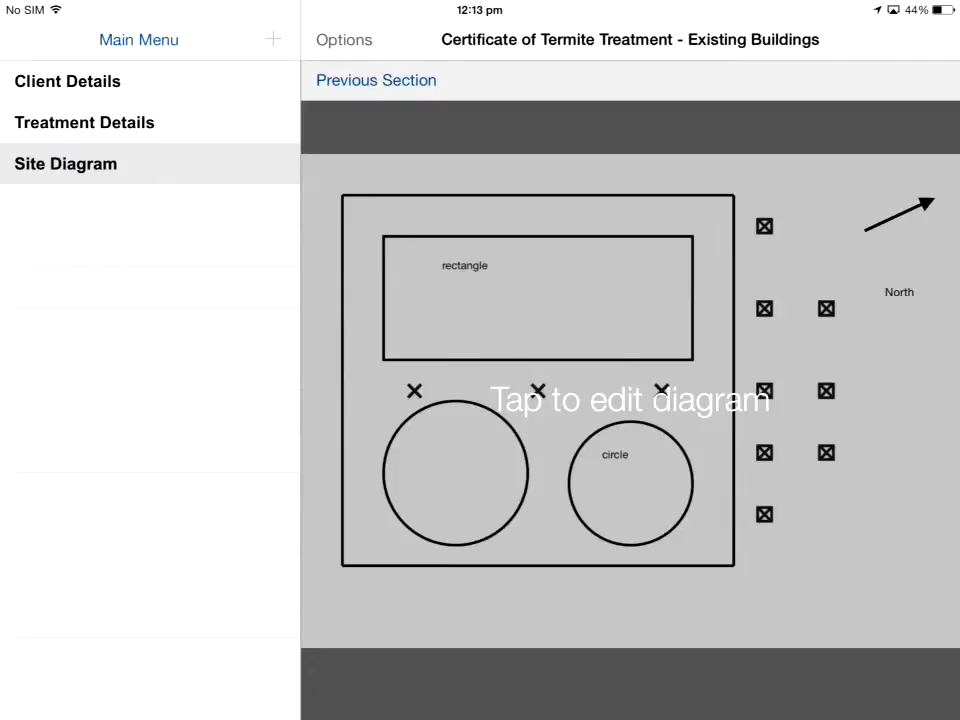 No SIM 12:13 pm 44%
Main Menu
Options
Certificate of Termite Treatment - Existing Buildings
Client Details
Treatment Details
Site Diagram
Previous Section
rectangle
North
Tap to edit diagram
circle